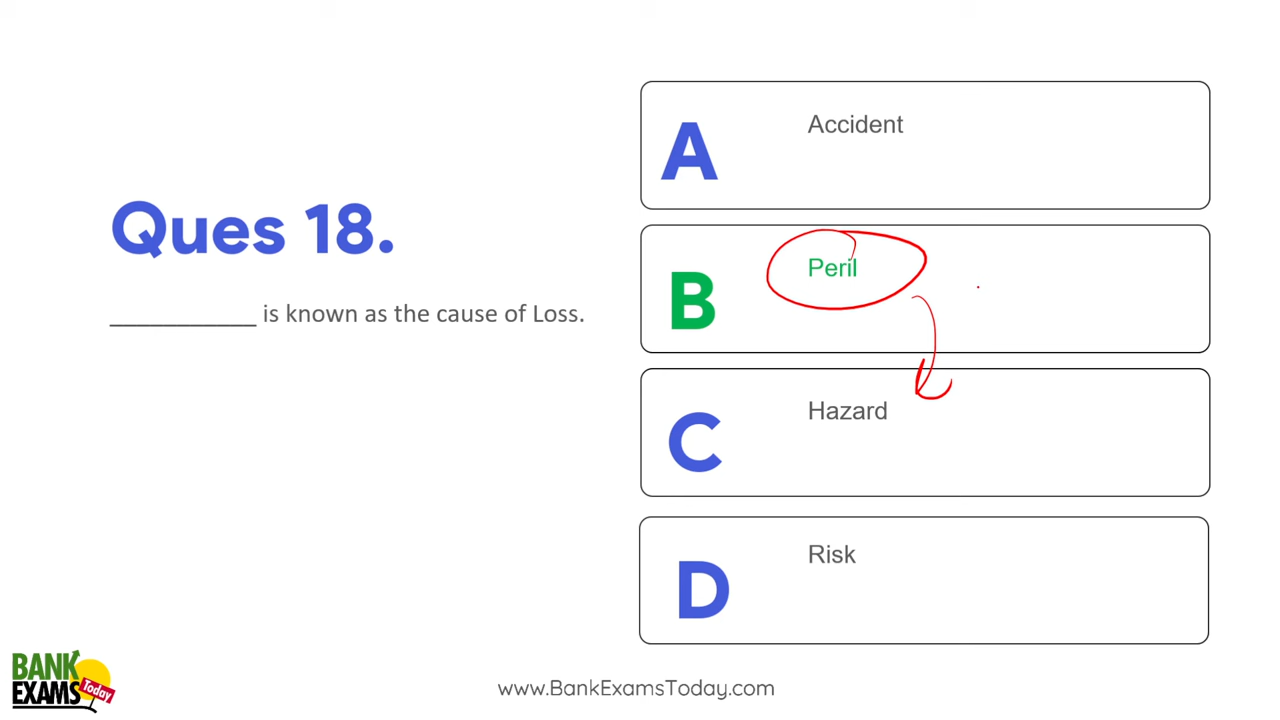 Ques 18.
____________ is known as the cause of Loss.
A
Accident
B
Peril
C
Hazard
D
Risk
BANK
EXAMS
Today
www.BankExamsToday.com